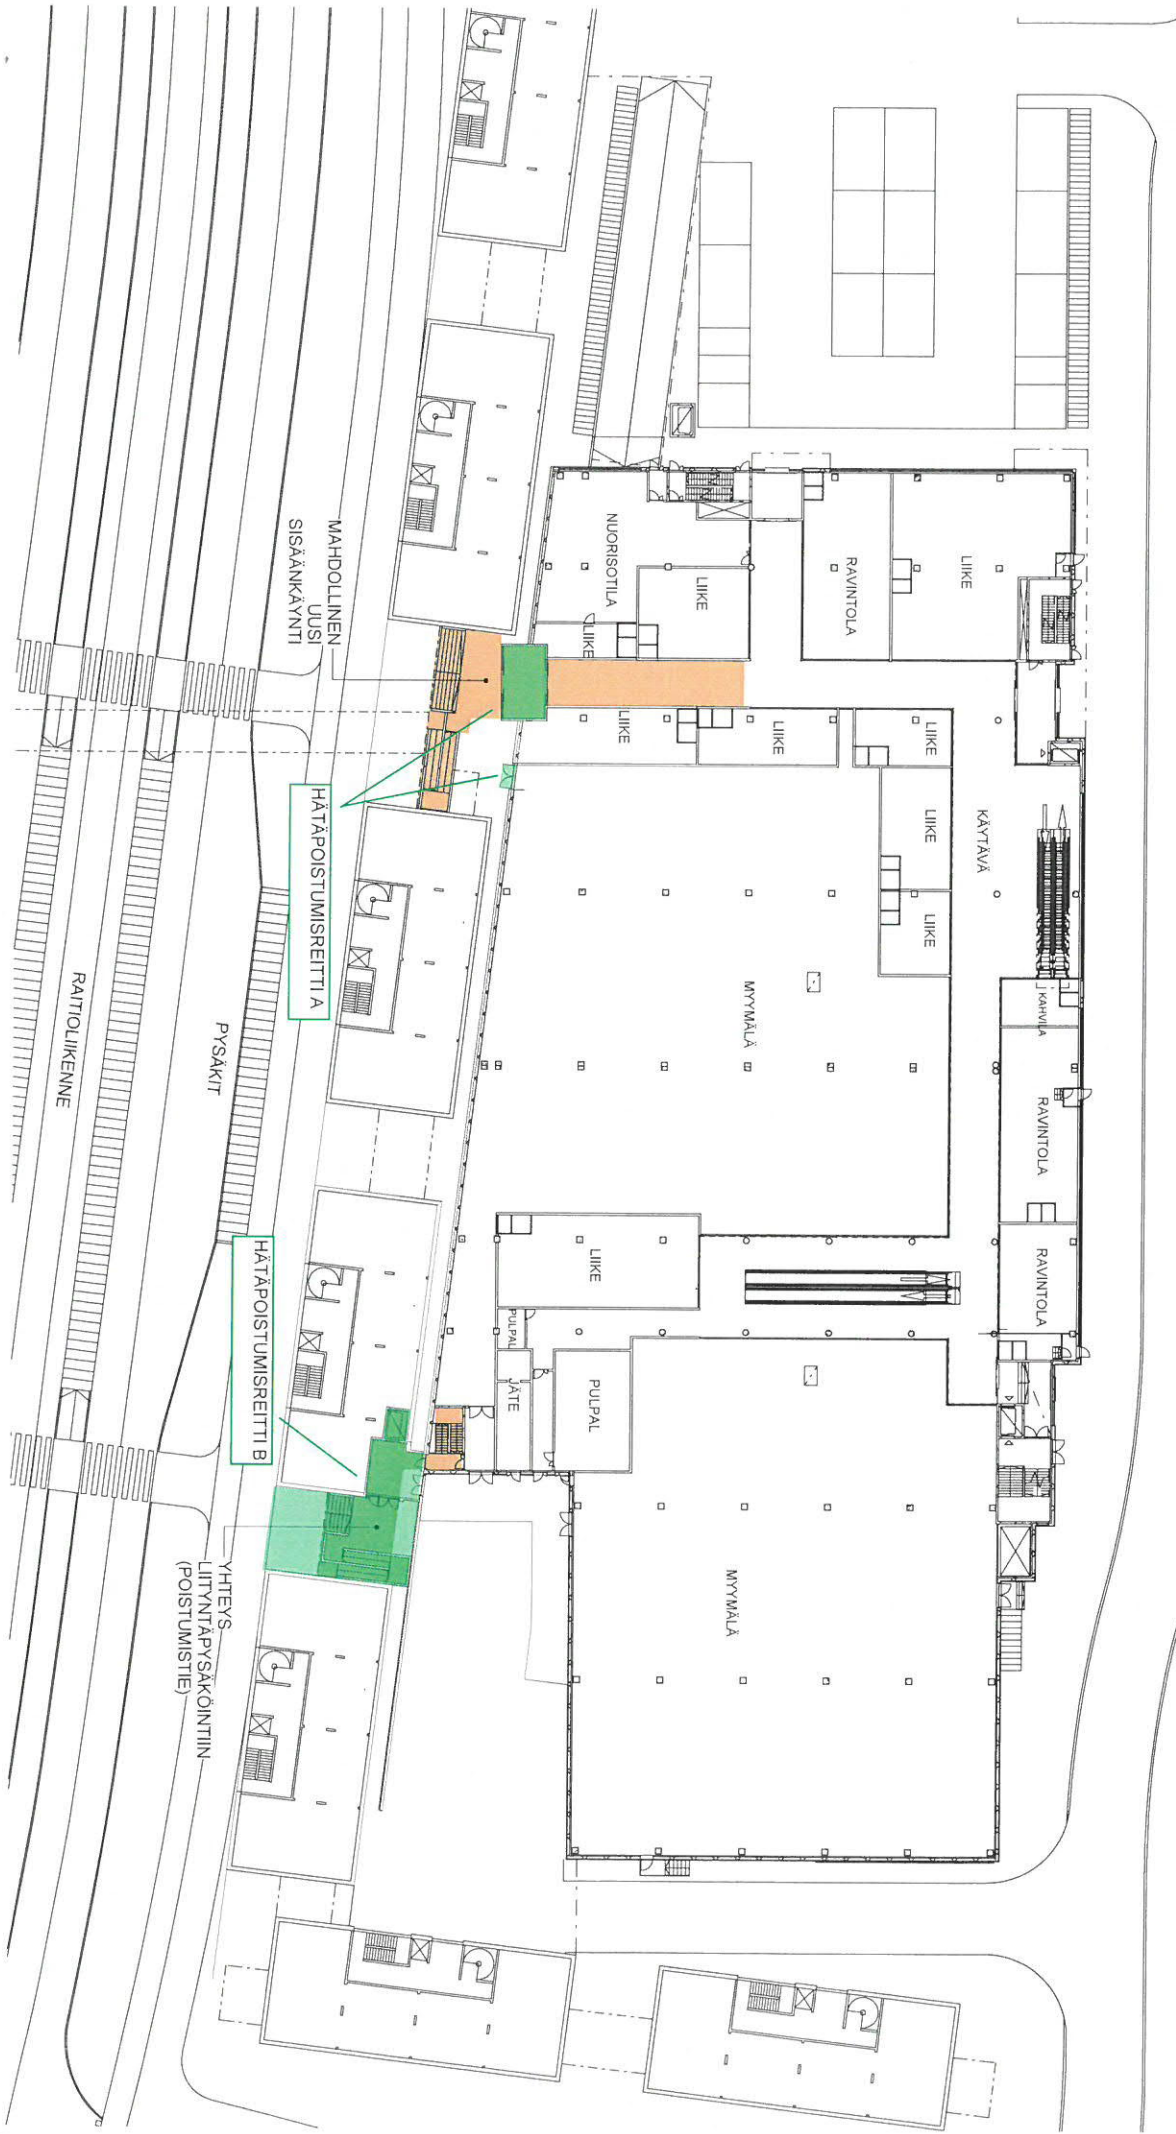 LIIKE
RAVINTOLA
NUORISOTILA
LIIKE
LIIKE
MAHDOLLINEN
UUSI
SISÄÄNKÄYNTI
LIIKE
LIIKE
LIIKE
LIIKE
LIIKE
KÄYTÄVÄ
KAHVILA
RAVINTOLA
RAVINTOLA
MYYMÄLÄ
HÄTÄPOISTUMISREITTI A
RAITIOLIIKENNE
PYSÄKIT
LIIKE
PULPAL
JÄTE
PULPAL
HÄTÄPOISTUMISREITTI B
MYYMÄLÄ
YHTEYS
LIITYNTÄPYSÄKÖINTIIN
(POISTUMISTIE)